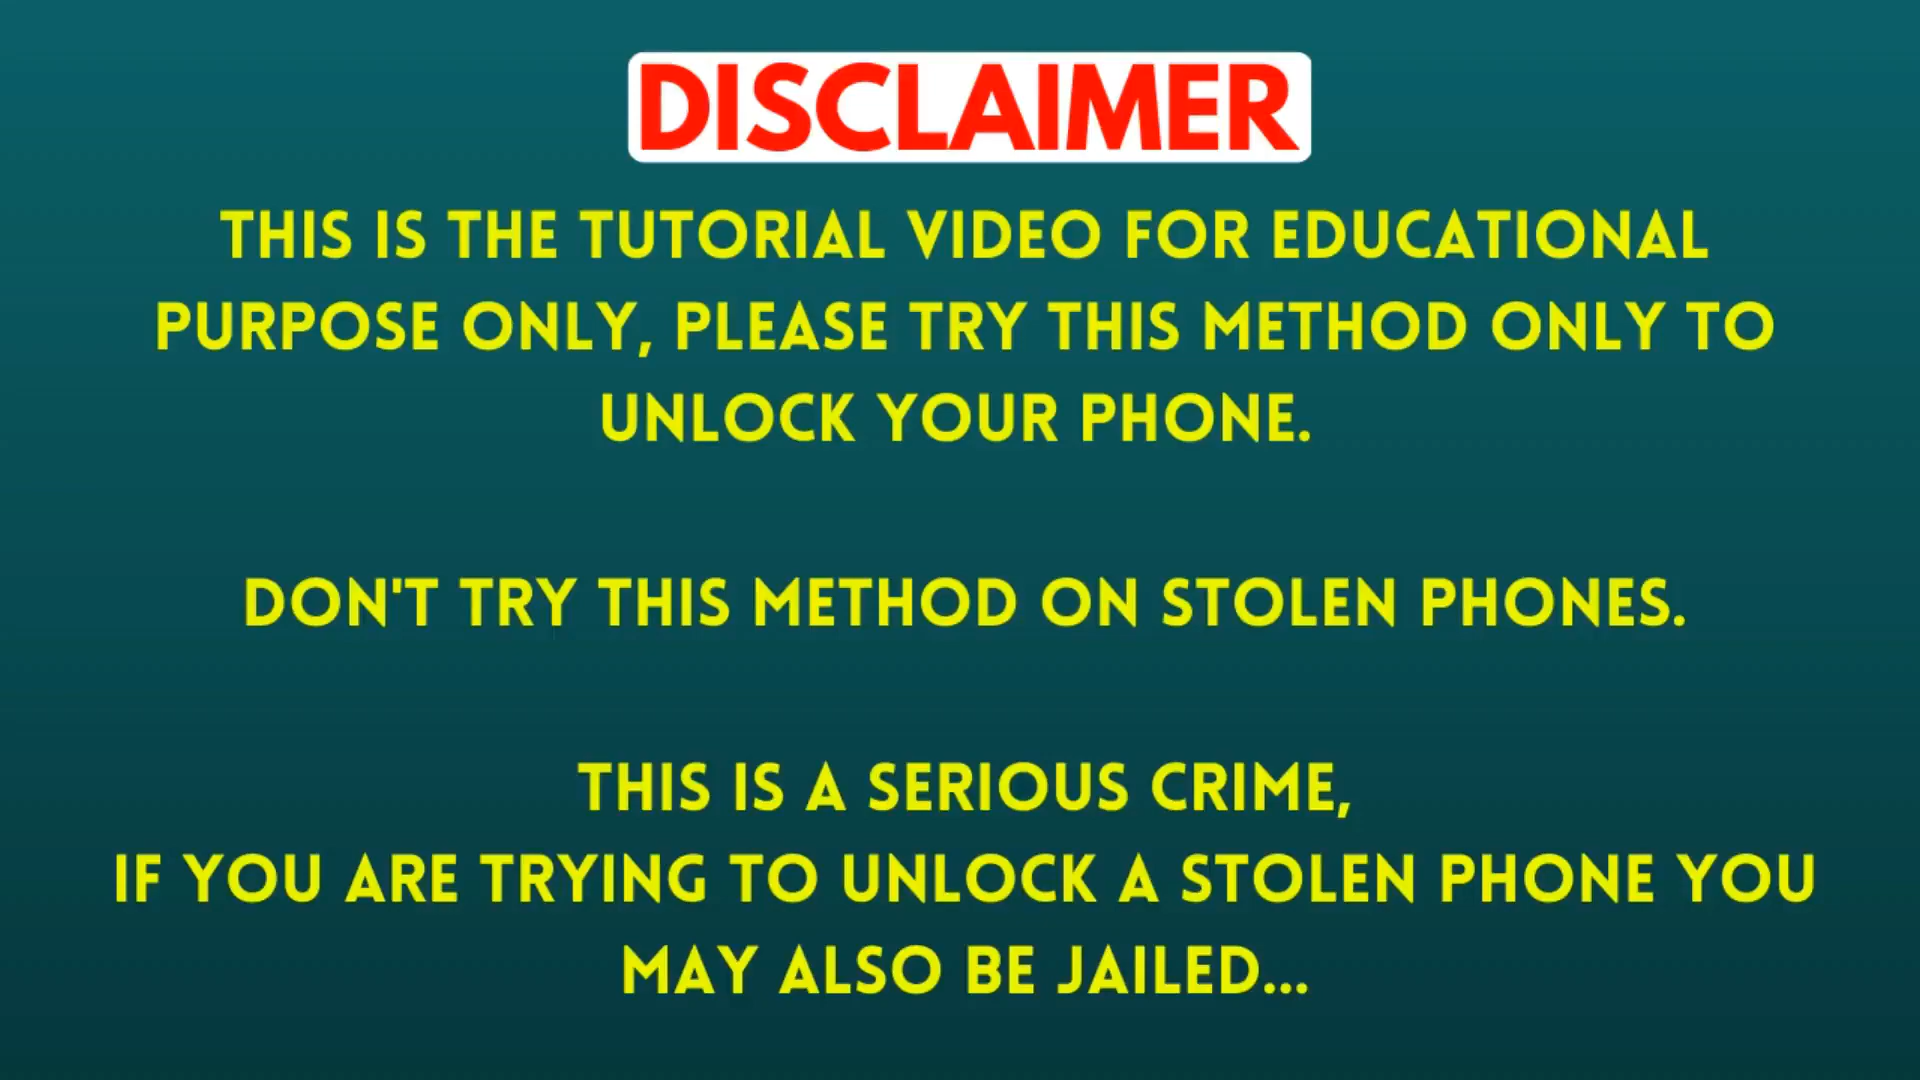 DISCLAIMER
THIS IS THE TUTORIAL VIDEO FOR EDUCATIONAL
PURPOSE ONLY, PLEASE TRY THIS METHOD ONLY TO
UNLOCK YOUR PHONE.
DON'T TRY THIS METHOD ON STOLEN PHONES.
THIS IS A SERIOUS CRIME,
IF YOU ARE TRYING TO UNLOCK A STOLEN PHONE YOU
MAY ALSO BE JAILED...